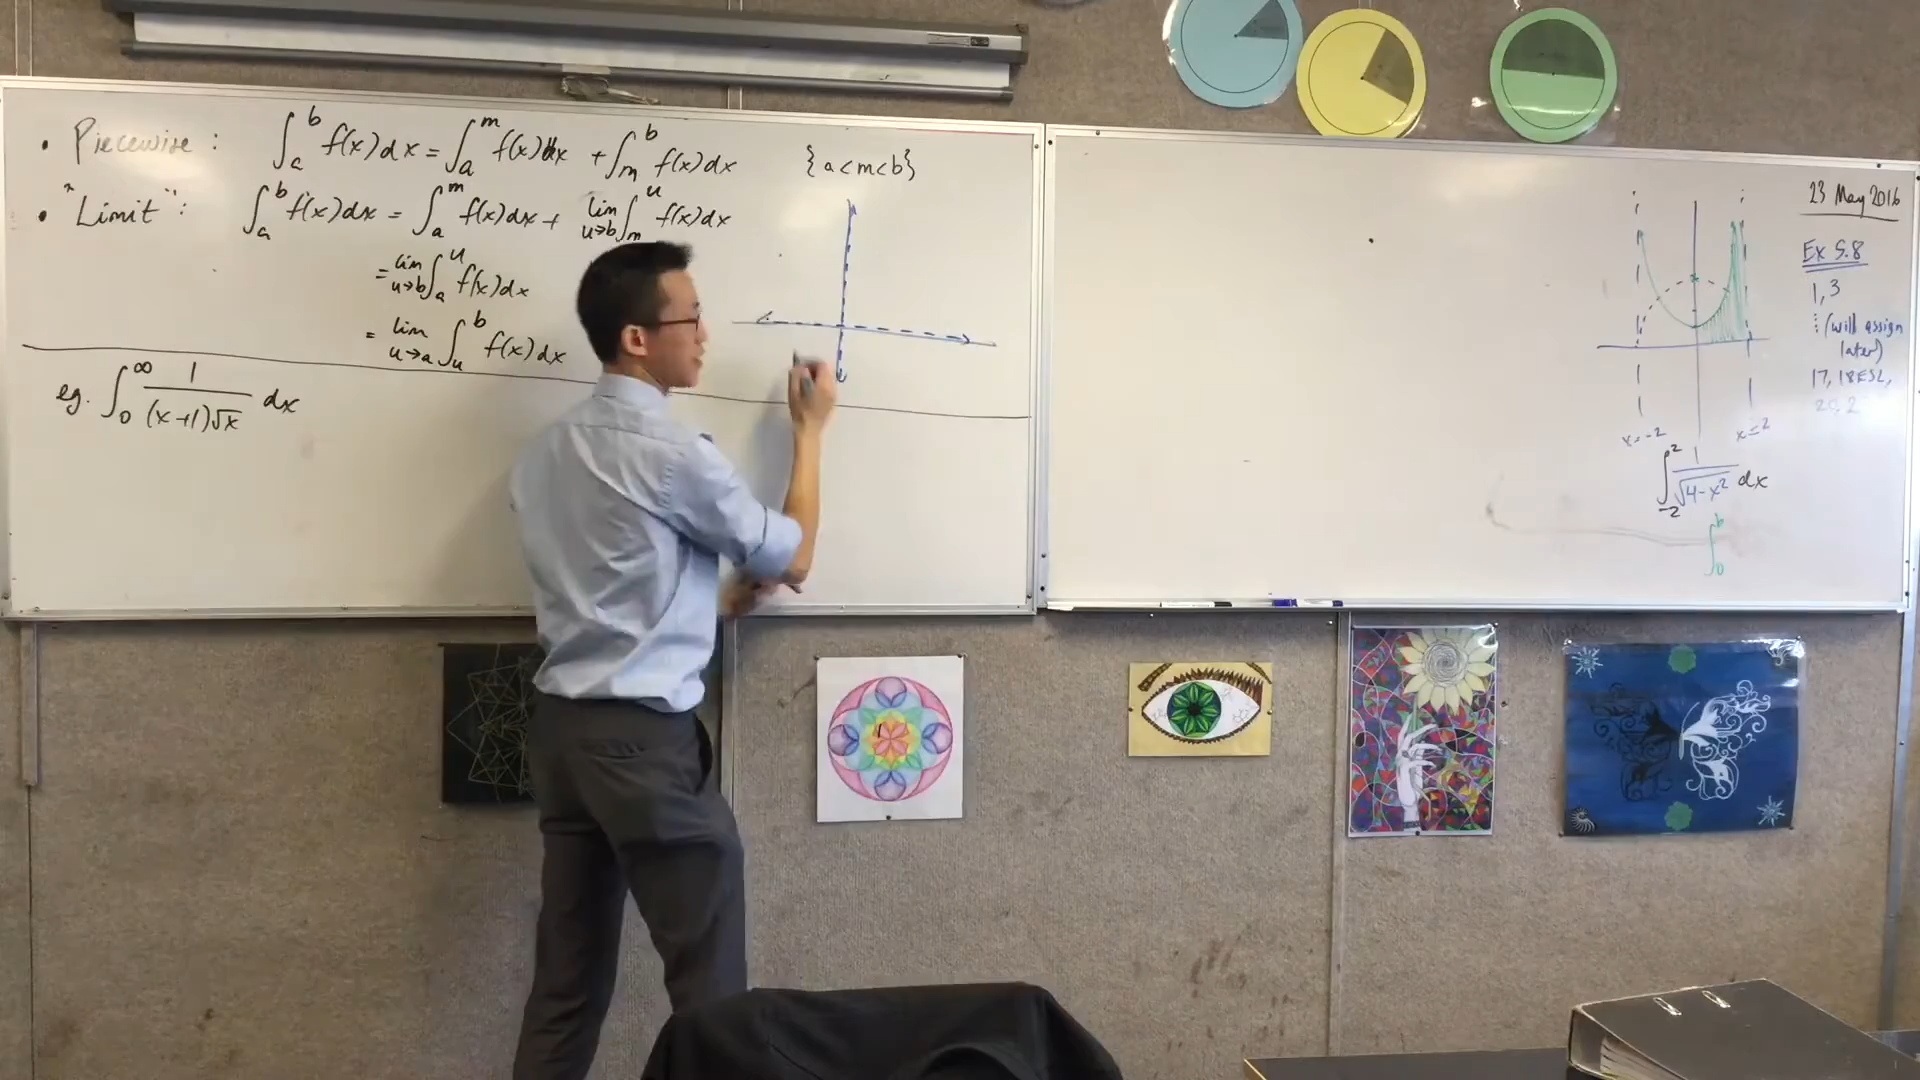 • Piecewise : ∫_a^b f(x)dx = ∫_a^m f(x)dx + ∫_m^b f(x)dx {a<m<b}
• "Limit": ∫_a^b f(x)dx = ∫_a^m f(x)dx + lim_{u→b} ∫_m^u f(x)dx
= lim_{u→b} ∫_a^u f(x)dx
= lim_{u→a} ∫_u^b f(x)dx
eg. ∫_0^∞ 1/((x+1)√x) dx
23 May 2016
Ex 5.8
1, 3
⋮ (will assign
later)
17, 18
x=-2
x=2
∫_{-2}^2 1/√(4-x²) dx
∫_0^b